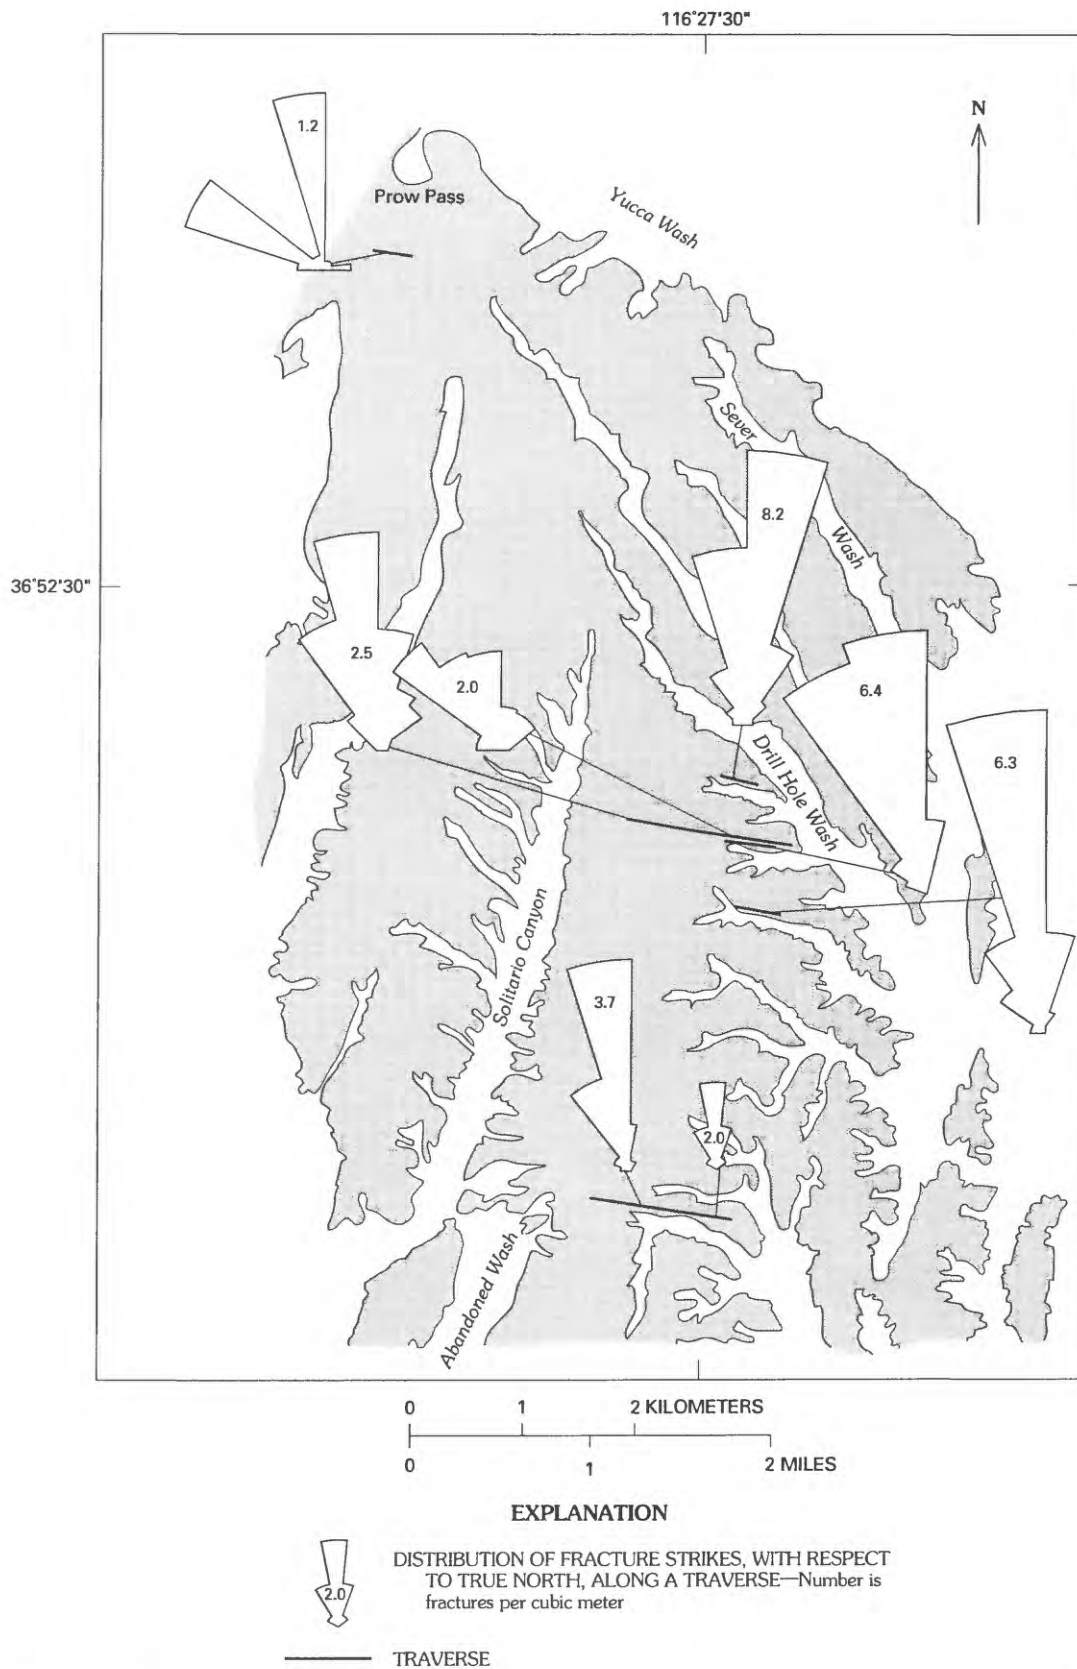 116°27'30"
N
1.2
Prow Pass
Yucca Wash
Sever
Wash
8.2
36°52'30"
2.5
2.0
6.4
6.3
Drill Hole Wash
Solitario Canyon
3.7
2.0
Abandoned Wash
0 1 2 KILOMETERS
0 1 2 MILES
EXPLANATION
2.0
DISTRIBUTION OF FRACTURE STRIKES, WITH RESPECT
TO TRUE NORTH, ALONG A TRAVERSE—Number is
fractures per cubic meter
TRAVERSE